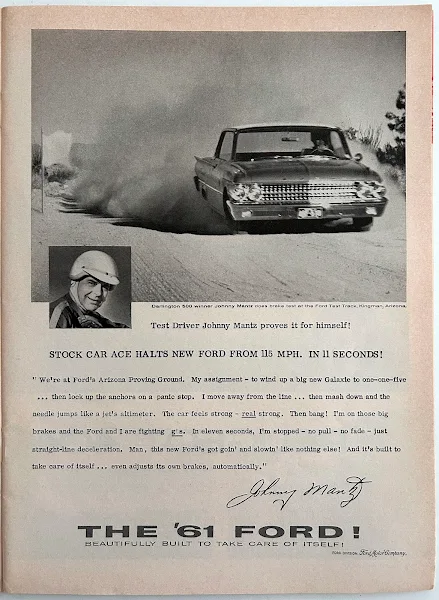 Darlington 500 winner Johnny Mantz does brake test at the Ford Test Track, Kingman, Arizona.
Test Driver Johnny Mantz proves it for himself!
STOCK CAR ACE HALTS NEW FORD FROM 115 MPH. IN 11 SECONDS!
"We're at Ford's Arizona Proving Ground. My assignment - to wind up a big new Galaxie to one-one-five
... then lock up the anchors on a panic stop. I move away from the line ... then mash down and the
needle jumps like a jet's altimeter. The car feels strong - real strong. Then bang! I'm on those big
brakes and the Ford and I are fighting g's. In eleven seconds, I'm stopped - no pull - no fade - just
straight-line deceleration. Man, this new Ford's got goin' and slowin' like nothing else! And it's built to
take care of itself ... even adjusts its own brakes, automatically."
Johnny Mantz
THE '61 FORD!
BEAUTIFULLY BUILT TO TAKE CARE OF ITSELF!
FORD DIVISION, Ford Motor Company,